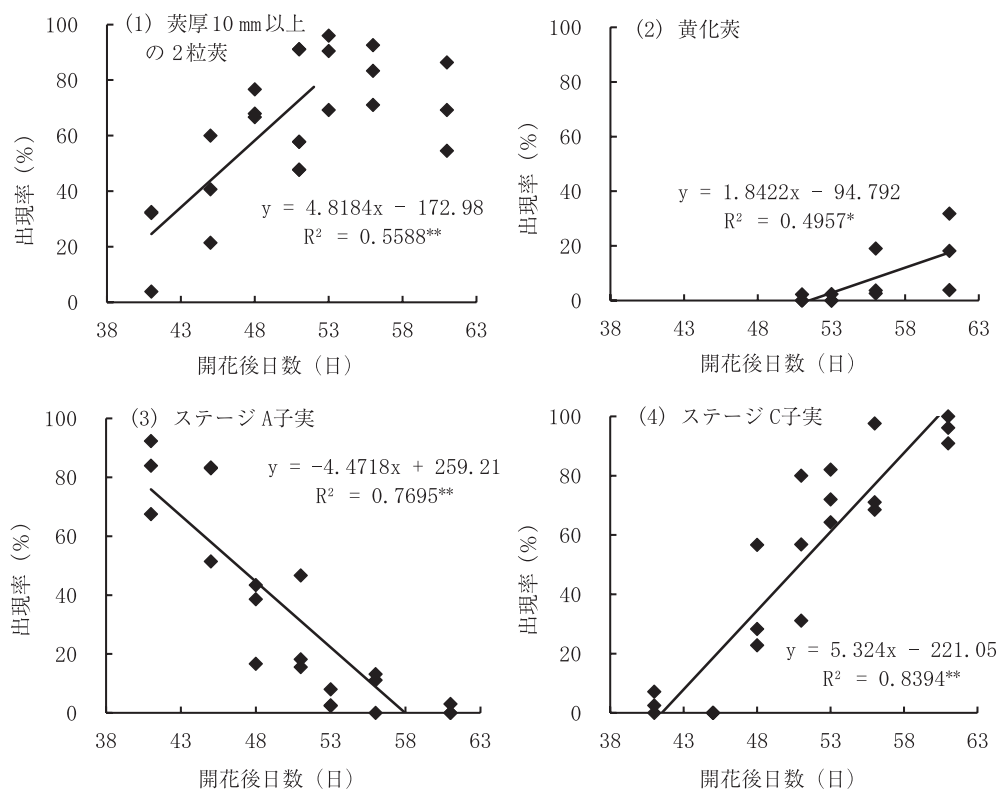 (1) 莢厚10 mm以上
の 2粒莢
100
80
60
40
20
0
出現率 (%)
y = 4.8184x − 172.98
R² = 0.5588**
38 43 48 53 58 63
開花後日数 (日)
(2) 黄化莢
100
80
60
40
20
0
出現率 (%)
y = 1.8422x − 94.792
R² = 0.4957*
38 43 48 53 58 63
開花後日数 (日)
(3) ステージ A子実
100
80
60
40
20
0
出現率 (%)
y = −4.4718x + 259.21
R² = 0.7695**
38 43 48 53 58 63
開花後日数 (日)
(4) ステージ C子実
100
80
60
40
20
0
出現率 (%)
y = 5.324x − 221.05
R² = 0.8394**
38 43 48 53 58 63
開花後日数 (日)